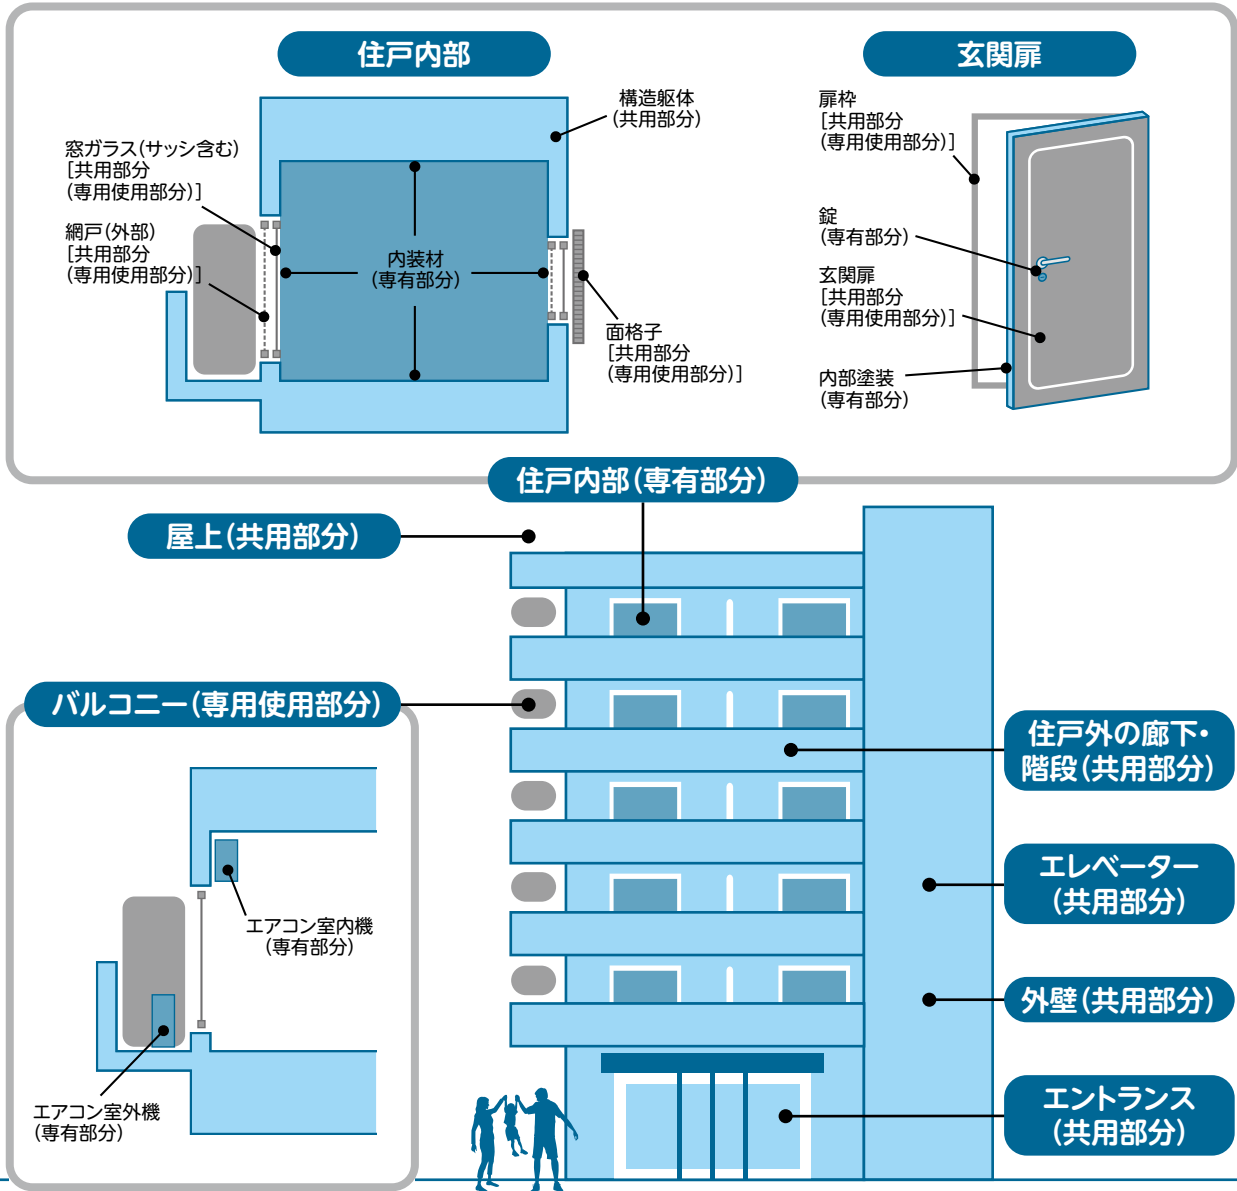 住戸内部
玄関扉
構造躯体
(共用部分)
窓ガラス(サッシ含む)
[共用部分
(専用使用部分)]
網戸(外部)
[共用部分
(専用使用部分)]
内装材
(専有部分)
面格子
[共用部分
(専用使用部分)]
扉枠
[共用部分
(専用使用部分)]
錠
(専有部分)
玄関扉
[共用部分
(専用使用部分)]
内部塗装
(専有部分)
住戸内部(専有部分)
屋上(共用部分)
バルコニー(専用使用部分)
エアコン室内機
(専有部分)
エアコン室外機
(専有部分)
住戸外の廊下・
階段(共用部分)
エレベーター
(共用部分)
外壁(共用部分)
エントランス
(共用部分)